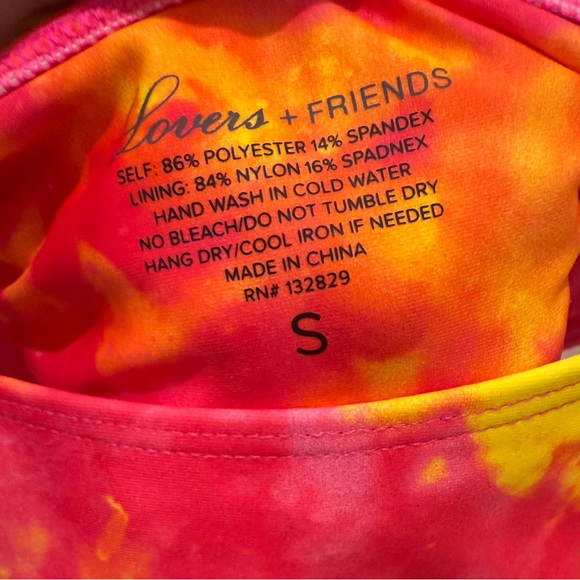 Lovers + FRIENDS
SELF: 86% POLYESTER 14% SPANDEX
LINING: 84% NYLON 16% SPADNEX
HAND WASH IN COLD WATER
NO BLEACH/DO NOT TUMBLE DRY
HANG DRY/COOL IRON IF NEEDED
MADE IN CHINA
RN# 132829
S